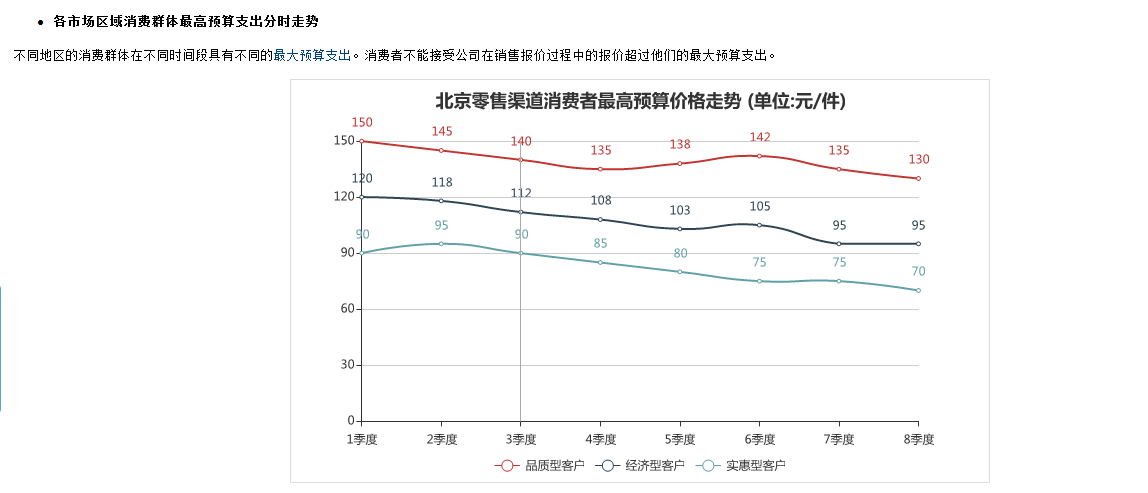 各市场区域消费群体最高预算支出分时走势
不同地区的消费群体在不同时间段具有不同的最大预算支出。消费者不能接受公司在销售报价过程中的报价超过他们的最大预算支出。
北京零售渠道消费者最高预算价格走势 (单位:元/件)
150 145 140 135 138 142 135 130
120 118 112 108 103 105 95 95
90 95 90 85 80 75 75 70
150
120
90
60
30
0
1季度 2季度 3季度 4季度 5季度 6季度 7季度 8季度
品质型客户 经济型客户 实惠型客户